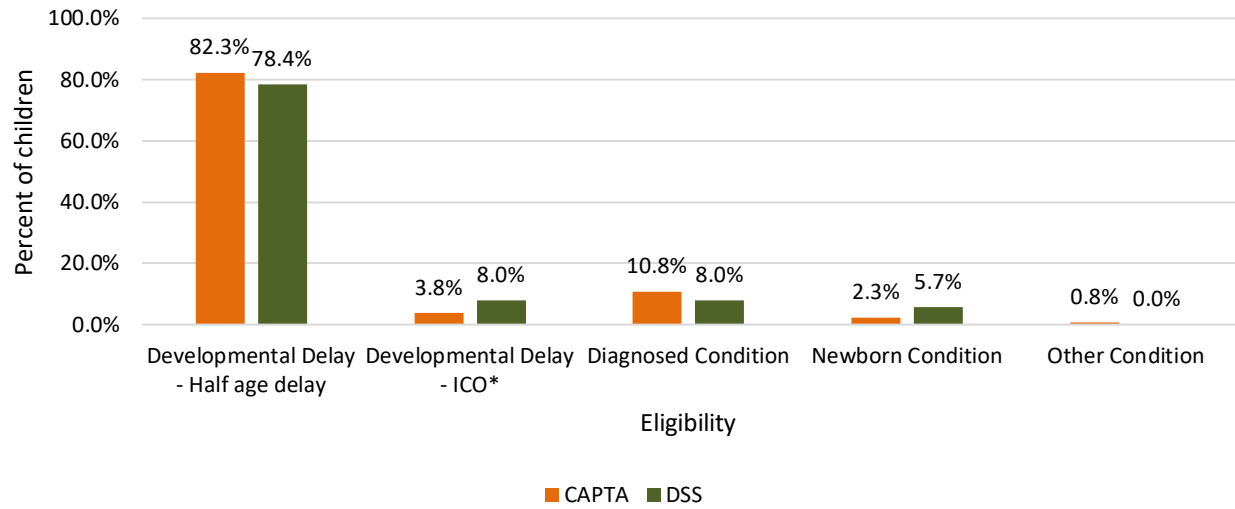 100.0%
80.0%
60.0%
40.0%
20.0%
0.0%
Percent of children
82.3%
78.4%
3.8%
8.0%
10.8%
8.0%
2.3%
5.7%
0.8%
0.0%
Developmental Delay
- Half age delay
Developmental Delay
- ICO*
Diagnosed Condition
Newborn Condition
Other Condition
Eligibility
CAPTA
DSS